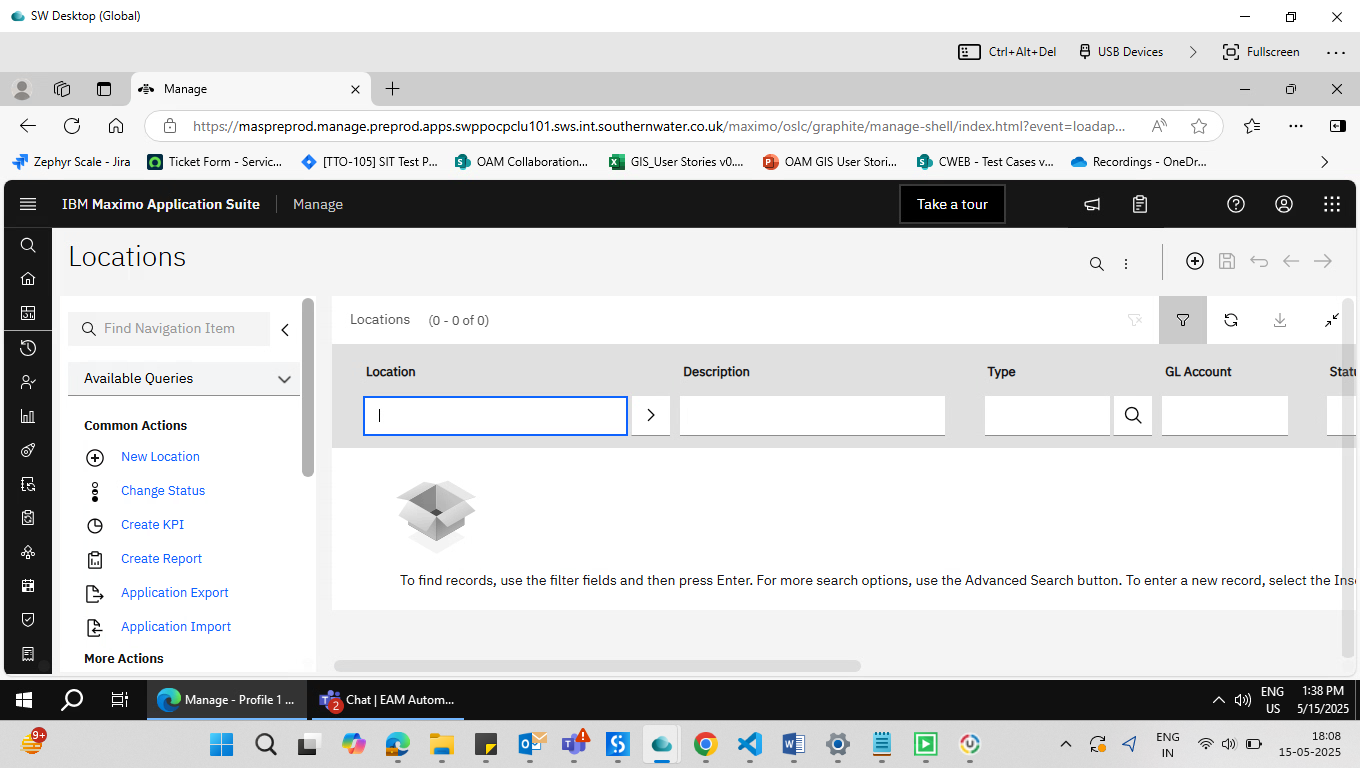 SW Desktop (Global)
Ctrl+Alt+Del
USB Devices
Fullscreen
Manage
https://maspreprod.manage.preprod.apps.swppocpclu101.sws.int.southernwater.co.uk/maximo/oslc/graphite/manage-shell/index.html?event=loadap...
Zephyr Scale - Jira
Ticket Form - Servic...
[TTO-105] SIT Test P...
OAM Collaboration...
GIS_User Stories v0....
OAM GIS User Stori...
CWEB - Test Cases v...
Recordings - OneDr...
IBM Maximo Application Suite
Manage
Take a tour
Locations
Find Navigation Item
Available Queries
Common Actions
New Location
Change Status
Create KPI
Create Report
Application Export
Application Import
More Actions
Locations (0 - 0 of 0)
Location
Description
Type
GL Account
Statu
To find records, use the filter fields and then press Enter. For more search options, use the Advanced Search button. To enter a new record, select the Inse
Manage - Profile 1 ...
2
Chat | EAM Autom...
ENG
US
1:38 PM
5/15/2025
9+
ENG
IN
18:08
15-05-2025